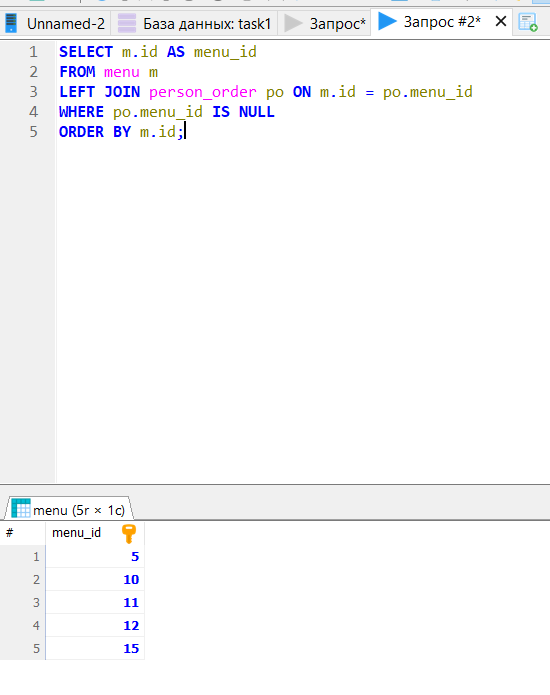 Unnamed-2 База данных: task1 Запрос* Запрос #2*
1 SELECT m.id AS menu_id
2 FROM menu m
3 LEFT JOIN person_order po ON m.id = po.menu_id
4 WHERE po.menu_id IS NULL
5 ORDER BY m.id;
menu (5r × 1c)
# menu_id
1 5
2 10
3 11
4 12
5 15